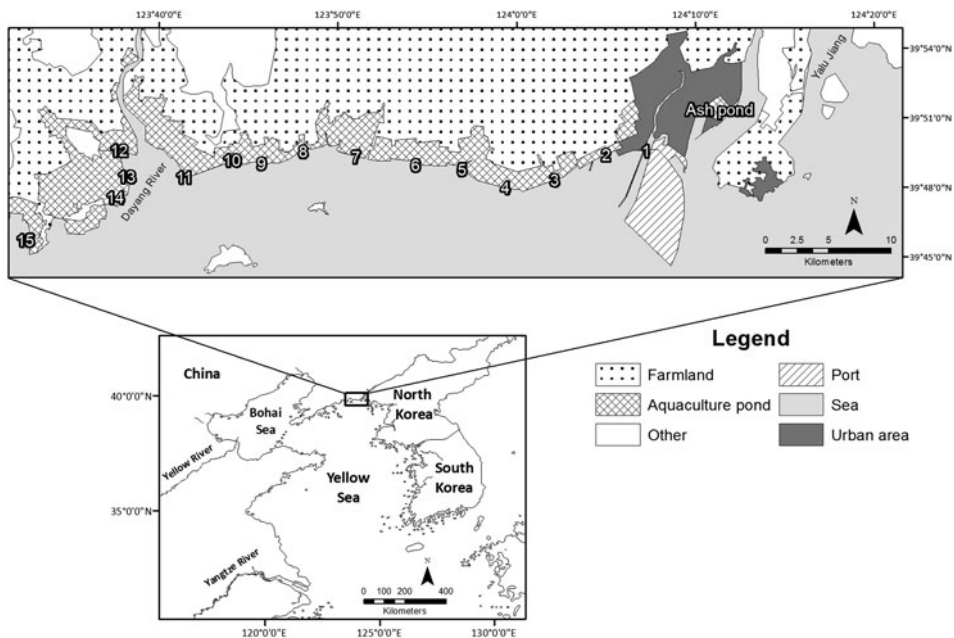 123°40'0"E
123°50'0"E
124°0'0"E
124°10'0"E
124°20'0"E
39°54'0"N
39°51'0"N
39°48'0"N
39°45'0"N
Yalu Jiang
Ash pond
Dayang River
12
13
14
15
11
10
9
8
7
6
5
4
3
2
1
N
0 2.5 5 10
Kilometers
China
Bohai
Sea
North
Korea
South
Korea
Yellow
Sea
Yellow River
Yangtze River
40°0'0"N
35°0'0"N
120°0'0"E
125°0'0"E
130°0'0"E
N
0 100 200 400
Kilometers
Legend
Farmland
Port
Aquaculture pond
Sea
Other
Urban area